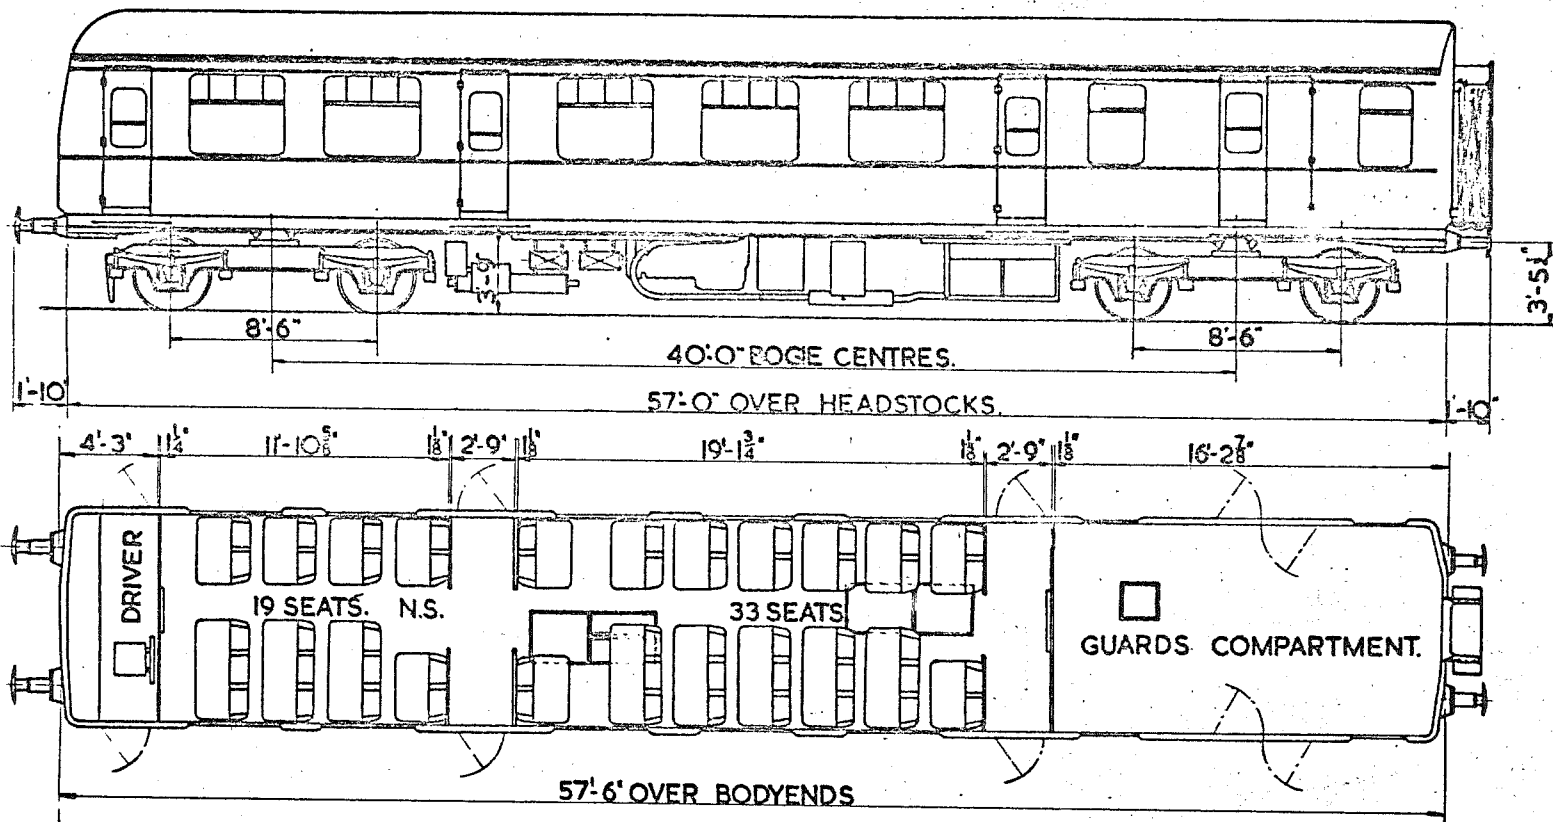 3'-0"
3'-5½"
8'-6"
8'-6"
40'-0" BOGIE CENTRES.
1'-10"
57'-0" OVER HEADSTOCKS.
1'-10"
4'-3" 11¼" 11'-10⅝" 1⅛" 2'-9" 1⅛" 19'-1¾" 1⅛" 2'-9" 1⅛" 16'-2⅞"
DRIVER
19 SEATS. N.S. 33 SEATS
GUARDS COMPARTMENT.
57'-6" OVER BODYENDS